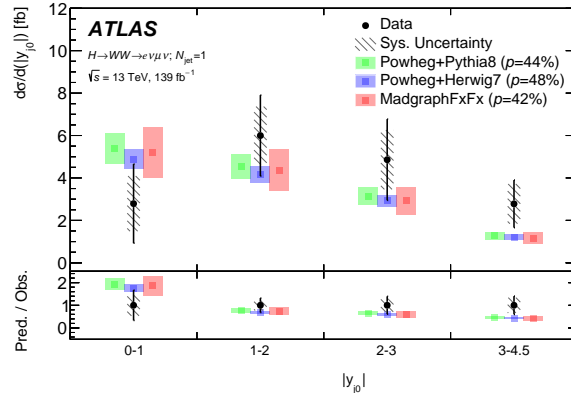 ATLAS
H→WW→eνμν; N_jet=1
√s = 13 TeV, 139 fb⁻¹
Data
Sys. Uncertainty
Powheg+Pythia8 (p=44%)
Powheg+Herwig7 (p=48%)
MadgraphFxFx (p=42%)
dσ/d(|y_j0|) [fb]
12
10
8
6
4
2
0
Pred. / Obs.
2
1
0
0-1 1-2 2-3 3-4.5
|y_j0|